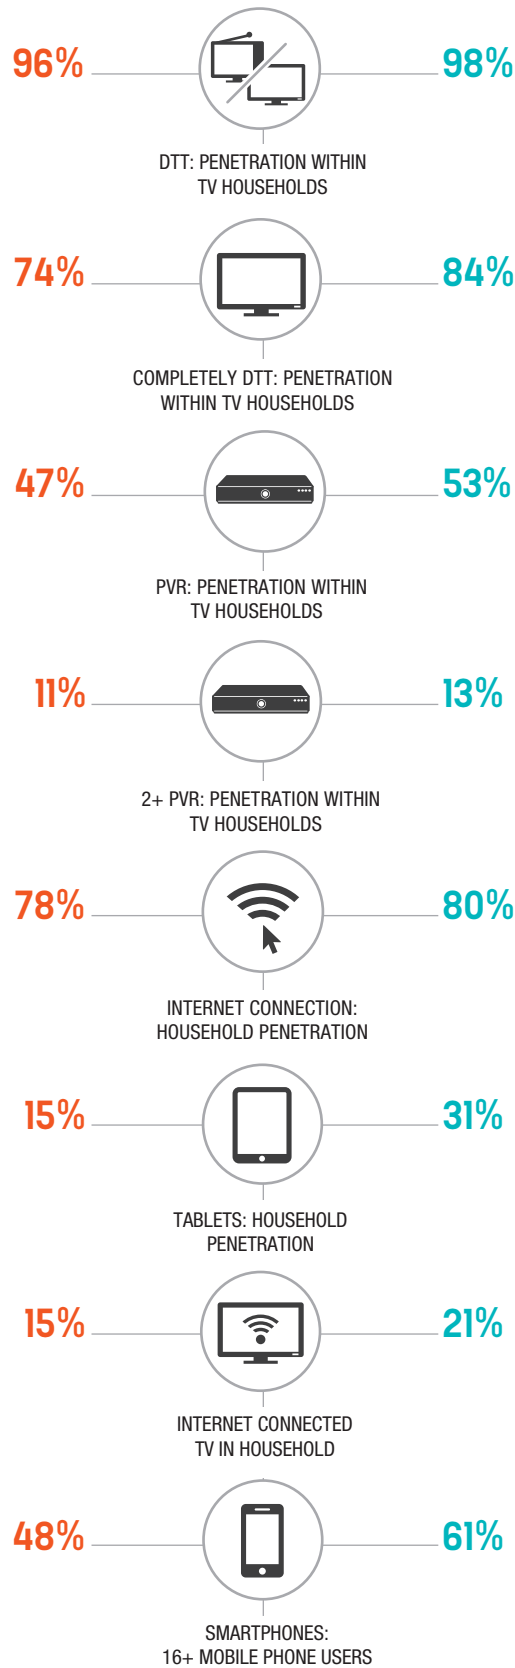 96% 98%
DTT: PENETRATION WITHIN
TV HOUSEHOLDS
74% 84%
COMPLETELY DTT: PENETRATION
WITHIN TV HOUSEHOLDS
47% 53%
PVR: PENETRATION WITHIN
TV HOUSEHOLDS
11% 13%
2+ PVR: PENETRATION WITHIN
TV HOUSEHOLDS
78% 80%
INTERNET CONNECTION:
HOUSEHOLD PENETRATION
15% 31%
TABLETS: HOUSEHOLD
PENETRATION
15% 21%
INTERNET CONNECTED
TV IN HOUSEHOLD
48% 61%
SMARTPHONES:
16+ MOBILE PHONE USERS